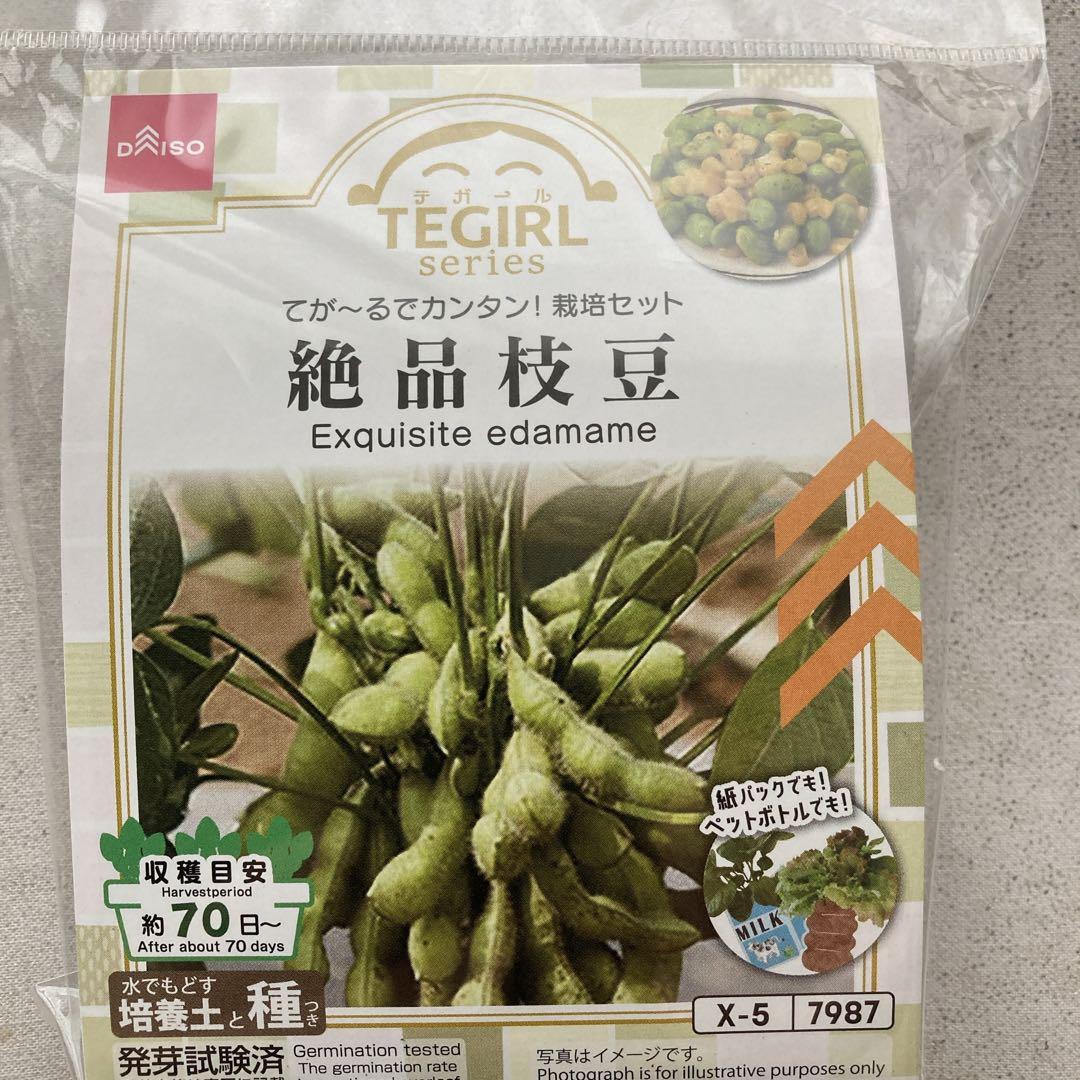 DAISO
テガール
TEGIRL
series
てが〜るでカンタン!栽培セット
絶品枝豆
Exquisite edamame
紙パックでも!
ペットボトルでも!
MILK
収穫目安
Harvestperiod
約70日〜
After about 70 days
水でもどす
培養土と種つき
X-5 7987
発芽試験済
Germination tested
The germination rate
写真はイメージです。
Photograph is for illustrative purposes only